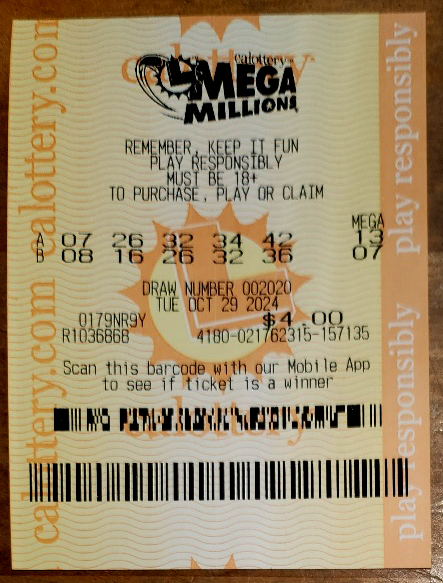 calottery
calottery
MEGA
MILLIONS
REMEMBER, KEEP IT FUN
PLAY RESPONSIBLY
MUST BE 18+
TO PURCHASE, PLAY OR CLAIM
MEGA
A 07 26 32 34 42 13
B 08 16 26 32 36 07
DRAW NUMBER 002020
TUE OCT 29 2024
0179NR9Y $4.00
R1036868 4180-021762315-157135
Scan this barcode with our Mobile App
to see if ticket is a winner
calottery
calottery.com calottery.com
play responsibly play responsibly